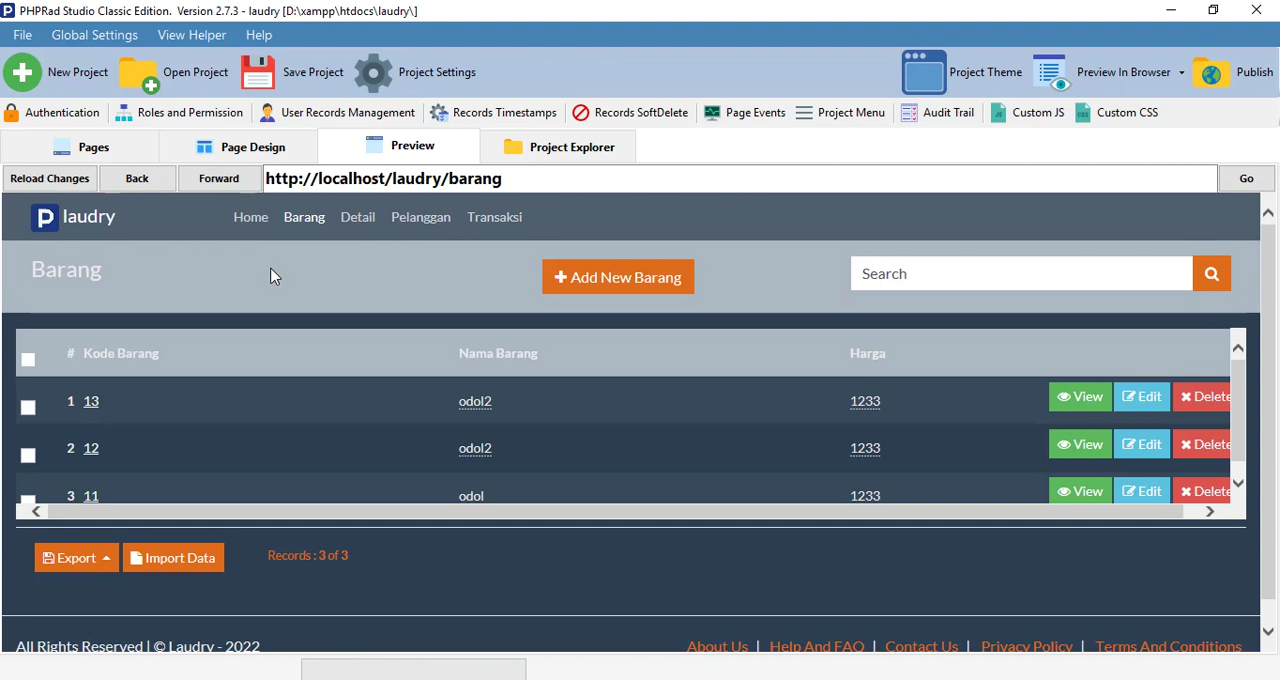 PHPRad Studio Classic Edition. Version 2.7.3 - laudry [D:\xampp\htdocs\laudry\]
File Global Settings View Helper Help
New Project Open Project Save Project Project Settings Project Theme Preview In Browser Publish
Authentication Roles and Permission User Records Management Records Timestamps Records SoftDelete Page Events Project Menu Audit Trail Custom JS Custom CSS
Pages Page Design Preview Project Explorer
Reload Changes Back Forward http://localhost/laudry/barang Go
P laudry Home Barang Detail Pelanggan Transaksi
Barang + Add New Barang Search
# Kode Barang Nama Barang Harga
1 13 odol2 1233 View Edit Delete
2 12 odol2 1233 View Edit Delete
3 11 odol 1233 View Edit Delete
Export Import Data Records : 3 of 3
All Rights Reserved | © Laudry - 2022 About Us | Help And FAQ | Contact Us | Privacy Policy | Terms And Conditions